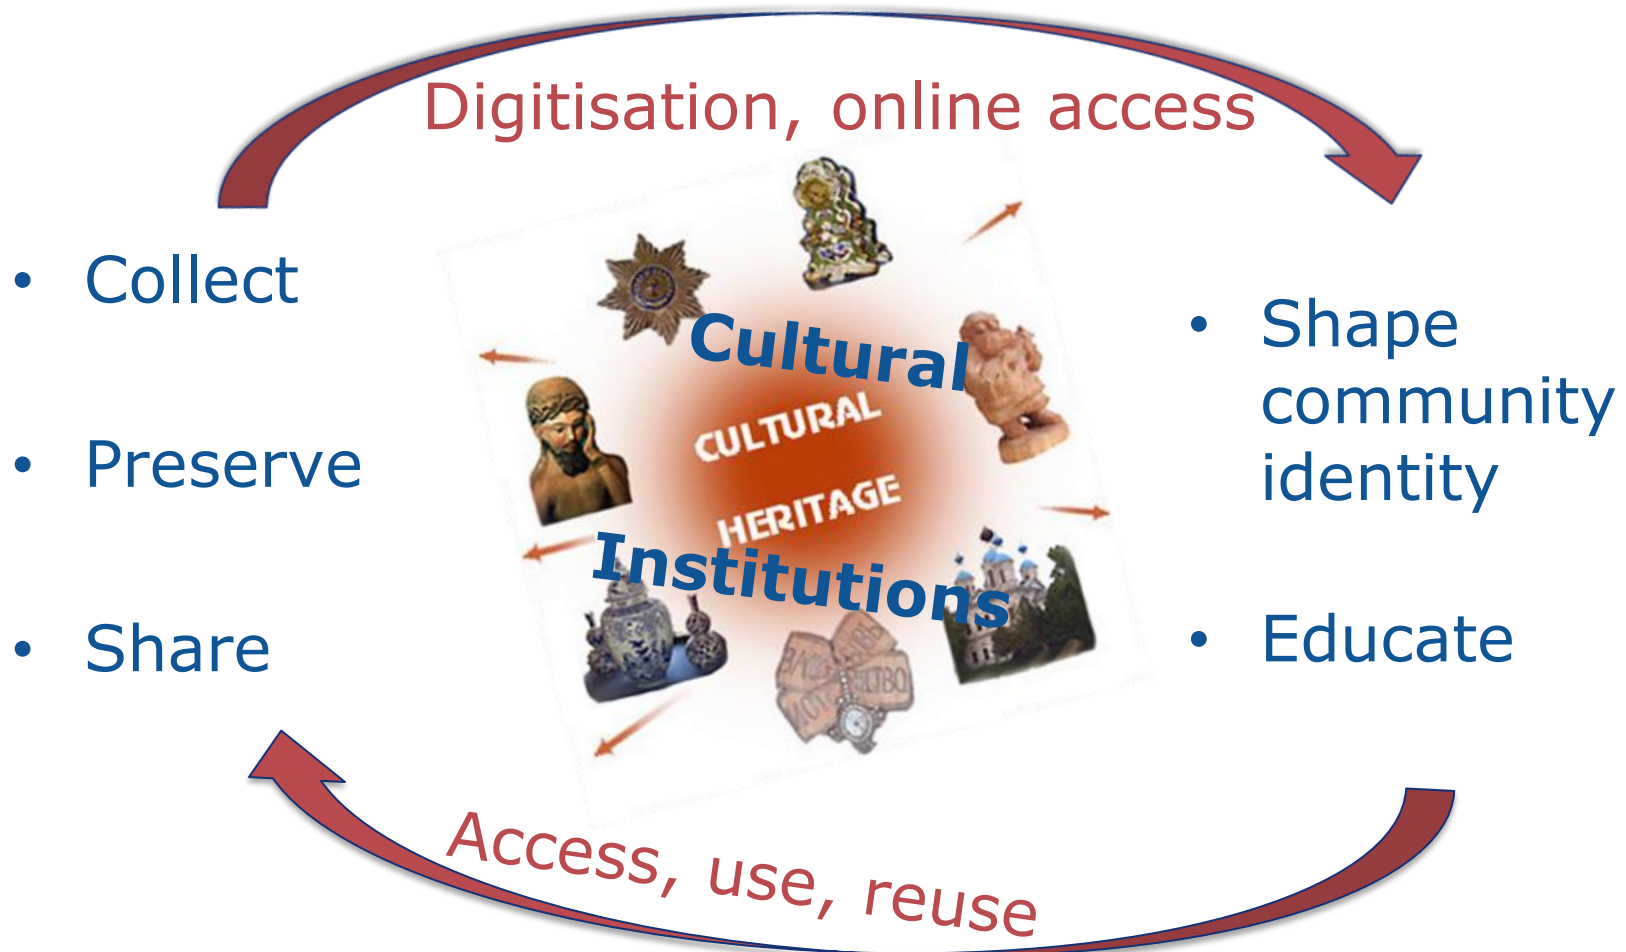 Digitisation, online access
• Collect
• Preserve
• Share
Cultural
CULTURAL
HERITAGE
Institutions
• Shape
community
identity
• Educate
Access, use, reuse